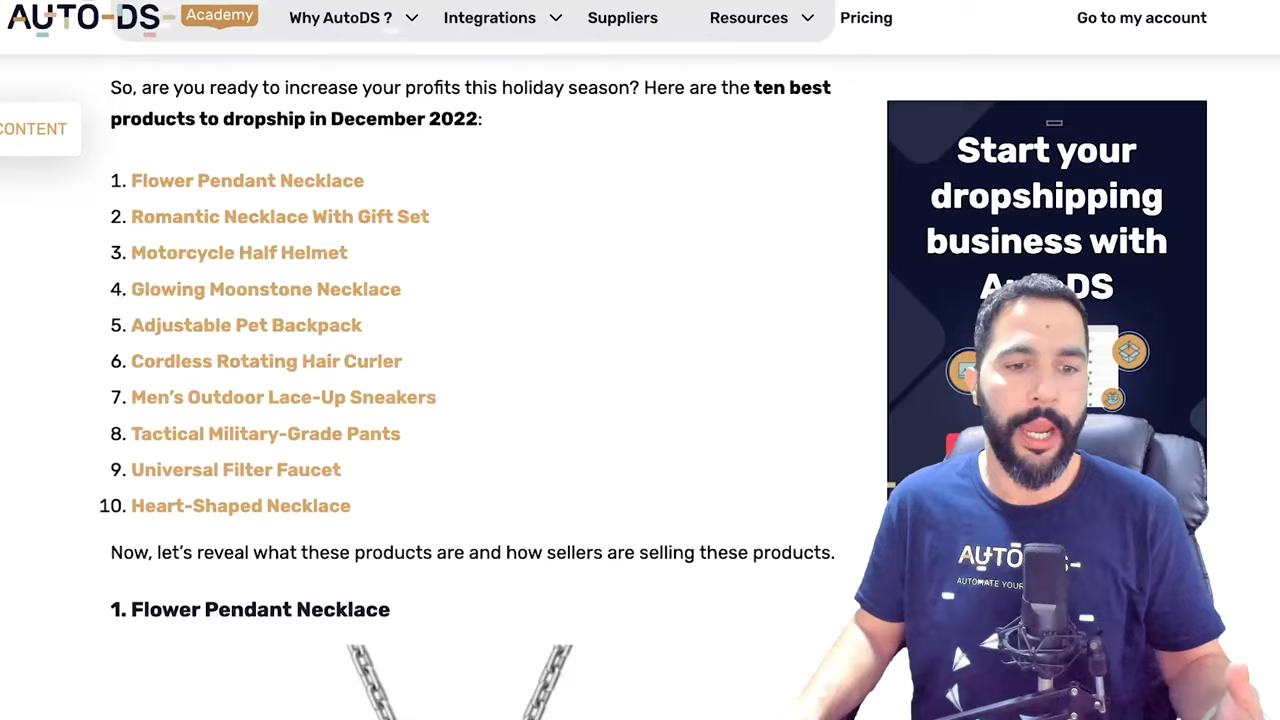 AUTO-DS-
Academy
Why AutoDS ?
Integrations
Suppliers
Resources
Pricing
Go to my account
So, are you ready to increase your profits this holiday season? Here are the ten best
products to dropship in December 2022:
CONTENT
1. Flower Pendant Necklace
2. Romantic Necklace With Gift Set
3. Motorcycle Half Helmet
4. Glowing Moonstone Necklace
5. Adjustable Pet Backpack
6. Cordless Rotating Hair Curler
7. Men's Outdoor Lace-Up Sneakers
8. Tactical Military-Grade Pants
9. Universal Filter Faucet
10. Heart-Shaped Necklace
Now, let's reveal what these products are and how sellers are selling these products.
1. Flower Pendant Necklace
Start your
dropshipping
business with
AutoDS
AUTO
AUTOMATE YOUR